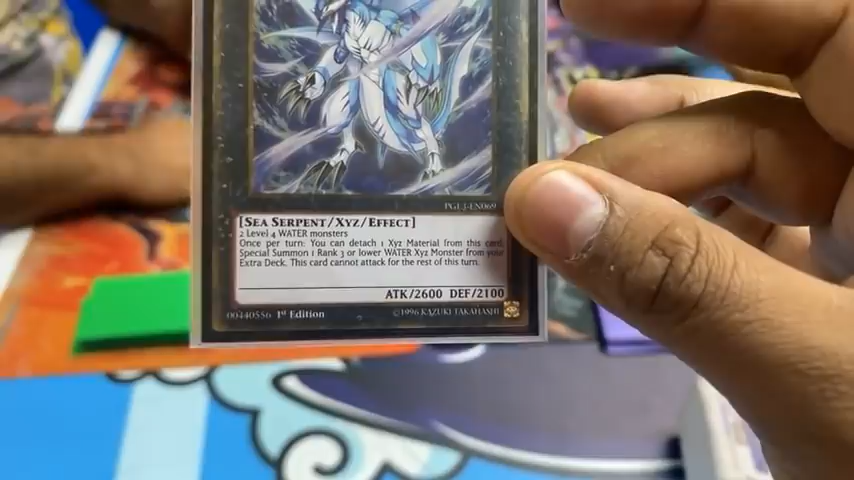 PGL3-EN069
[SEA SERPENT/XYZ/EFFECT]
2 Level 4 WATER monsters
Once per turn: You can detach 1 Xyz Material from this card;
Special Summon 1 Rank 3 or lower WATER Xyz Monster from your
Extra Deck. This card cannot attack for the rest of this turn.
ATK/2600 DEF/2100
00440556 1st Edition ©1996 KAZUKI TAKAHASHI